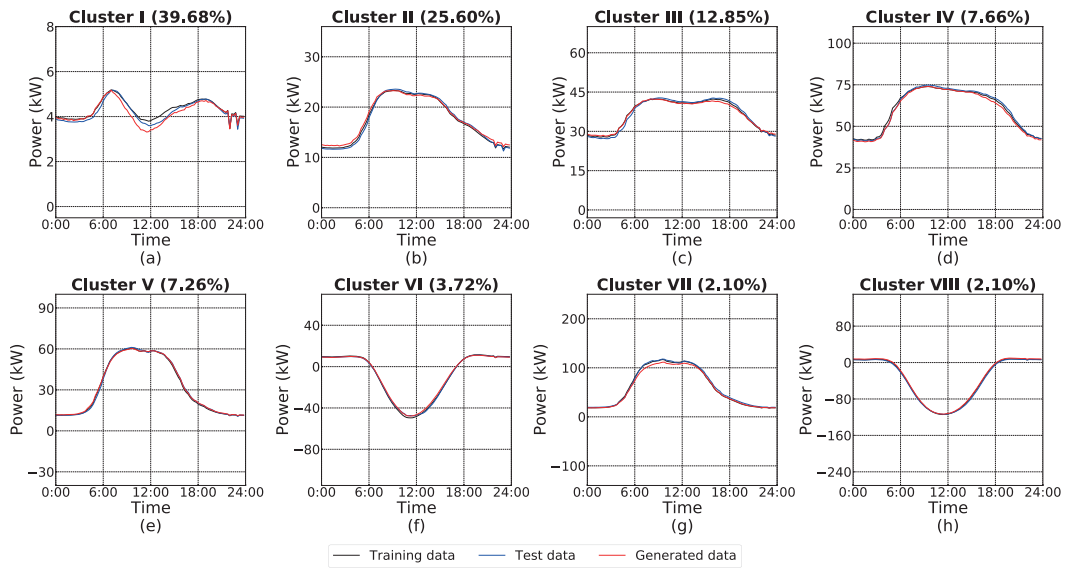 Cluster I (39.68%) Cluster II (25.60%) Cluster III (12.85%) Cluster IV (7.66%)
Power (kW) 8 6 4 2 0
Power (kW) 30 20 10 0
Power (kW) 60 45 30 15 0
Power (kW) 100 75 50 25 0
0:00 6:00 12:00 18:00 24:00 0:00 6:00 12:00 18:00 24:00 0:00 6:00 12:00 18:00 24:00 0:00 6:00 12:00 18:00 24:00
Time Time Time Time
(a) (b) (c) (d)
Cluster V (7.26%) Cluster VI (3.72%) Cluster VII (2.10%) Cluster VIII (2.10%)
Power (kW) 90 60 30 0 −30
Power (kW) 40 0 −40 −80
Power (kW) 200 100 0 −100
Power (kW) 80 0 −80 −160 −240
0:00 6:00 12:00 18:00 24:00 0:00 6:00 12:00 18:00 24:00 0:00 6:00 12:00 18:00 24:00 0:00 6:00 12:00 18:00 24:00
Time Time Time Time
(e) (f) (g) (h)
Training data Test data Generated data